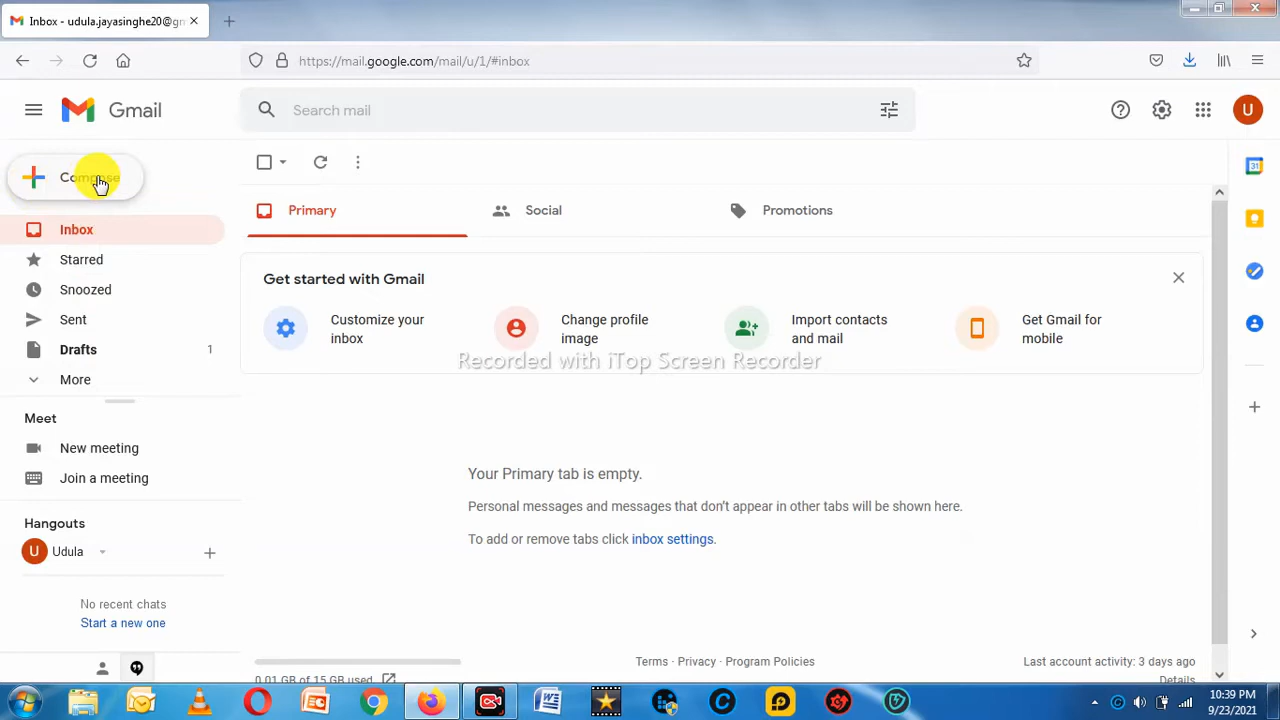 Inbox - udula.jayasinghe20@gm
https://mail.google.com/mail/u/1/#inbox
Gmail
Search mail
U
Compose
31
Inbox
Primary
Social
Promotions
Starred
Get started with Gmail
Snoozed
Sent
Customize your inbox
Change profile image
Import contacts and mail
Get Gmail for mobile
Drafts 1
Recorded with iTop Screen Recorder
More
Meet
New meeting
Your Primary tab is empty.
Join a meeting
Personal messages and messages that don't appear in other tabs will be shown here.
Hangouts
To add or remove tabs click inbox settings.
U Udula
No recent chats
Start a new one
Terms · Privacy · Program Policies
Last account activity: 3 days ago
0.01 GB of 15 GB used
Details
10:39 PM
9/23/2021